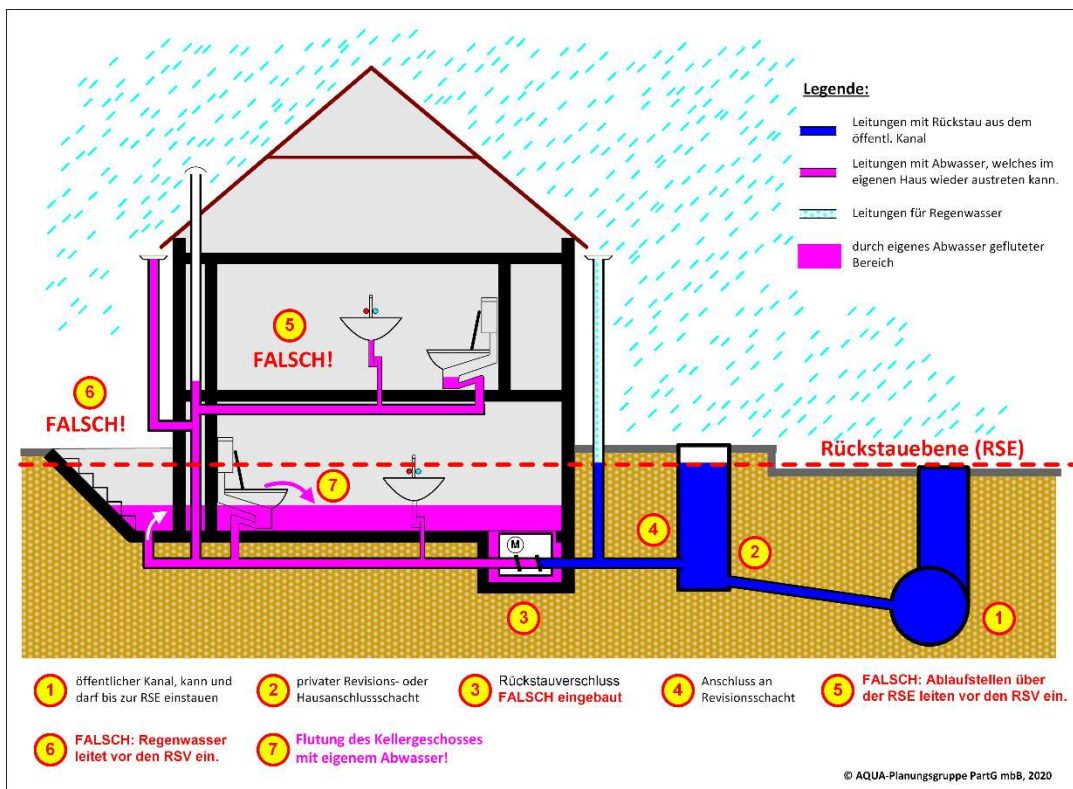 Legende:
Leitungen mit Rückstau aus dem
öffentl. Kanal
Leitungen mit Abwasser, welches im
eigenen Haus wieder austreten kann.
Leitungen für Regenwasser
durch eigenes Abwasser gefluteter
Bereich
5
FALSCH!
6
FALSCH!
Rückstauebene (RSE)
7
4
M
2
3
1
1 öffentlicher Kanal, kann und
darf bis zur RSE einstauen
2 privater Revisions- oder
Hausanschlussschacht
3 Rückstauverschluss
FALSCH eingebaut
4 Anschluss an
Revisionsschacht
5 FALSCH: Ablaufstellen über
der RSE leiten vor den RSV ein.
6 FALSCH: Regenwasser
leitet vor den RSV ein.
7 Flutung des Kellergeschosses
mit eigenem Abwasser!
© AQUA-Planungsgruppe PartG mbB, 2020